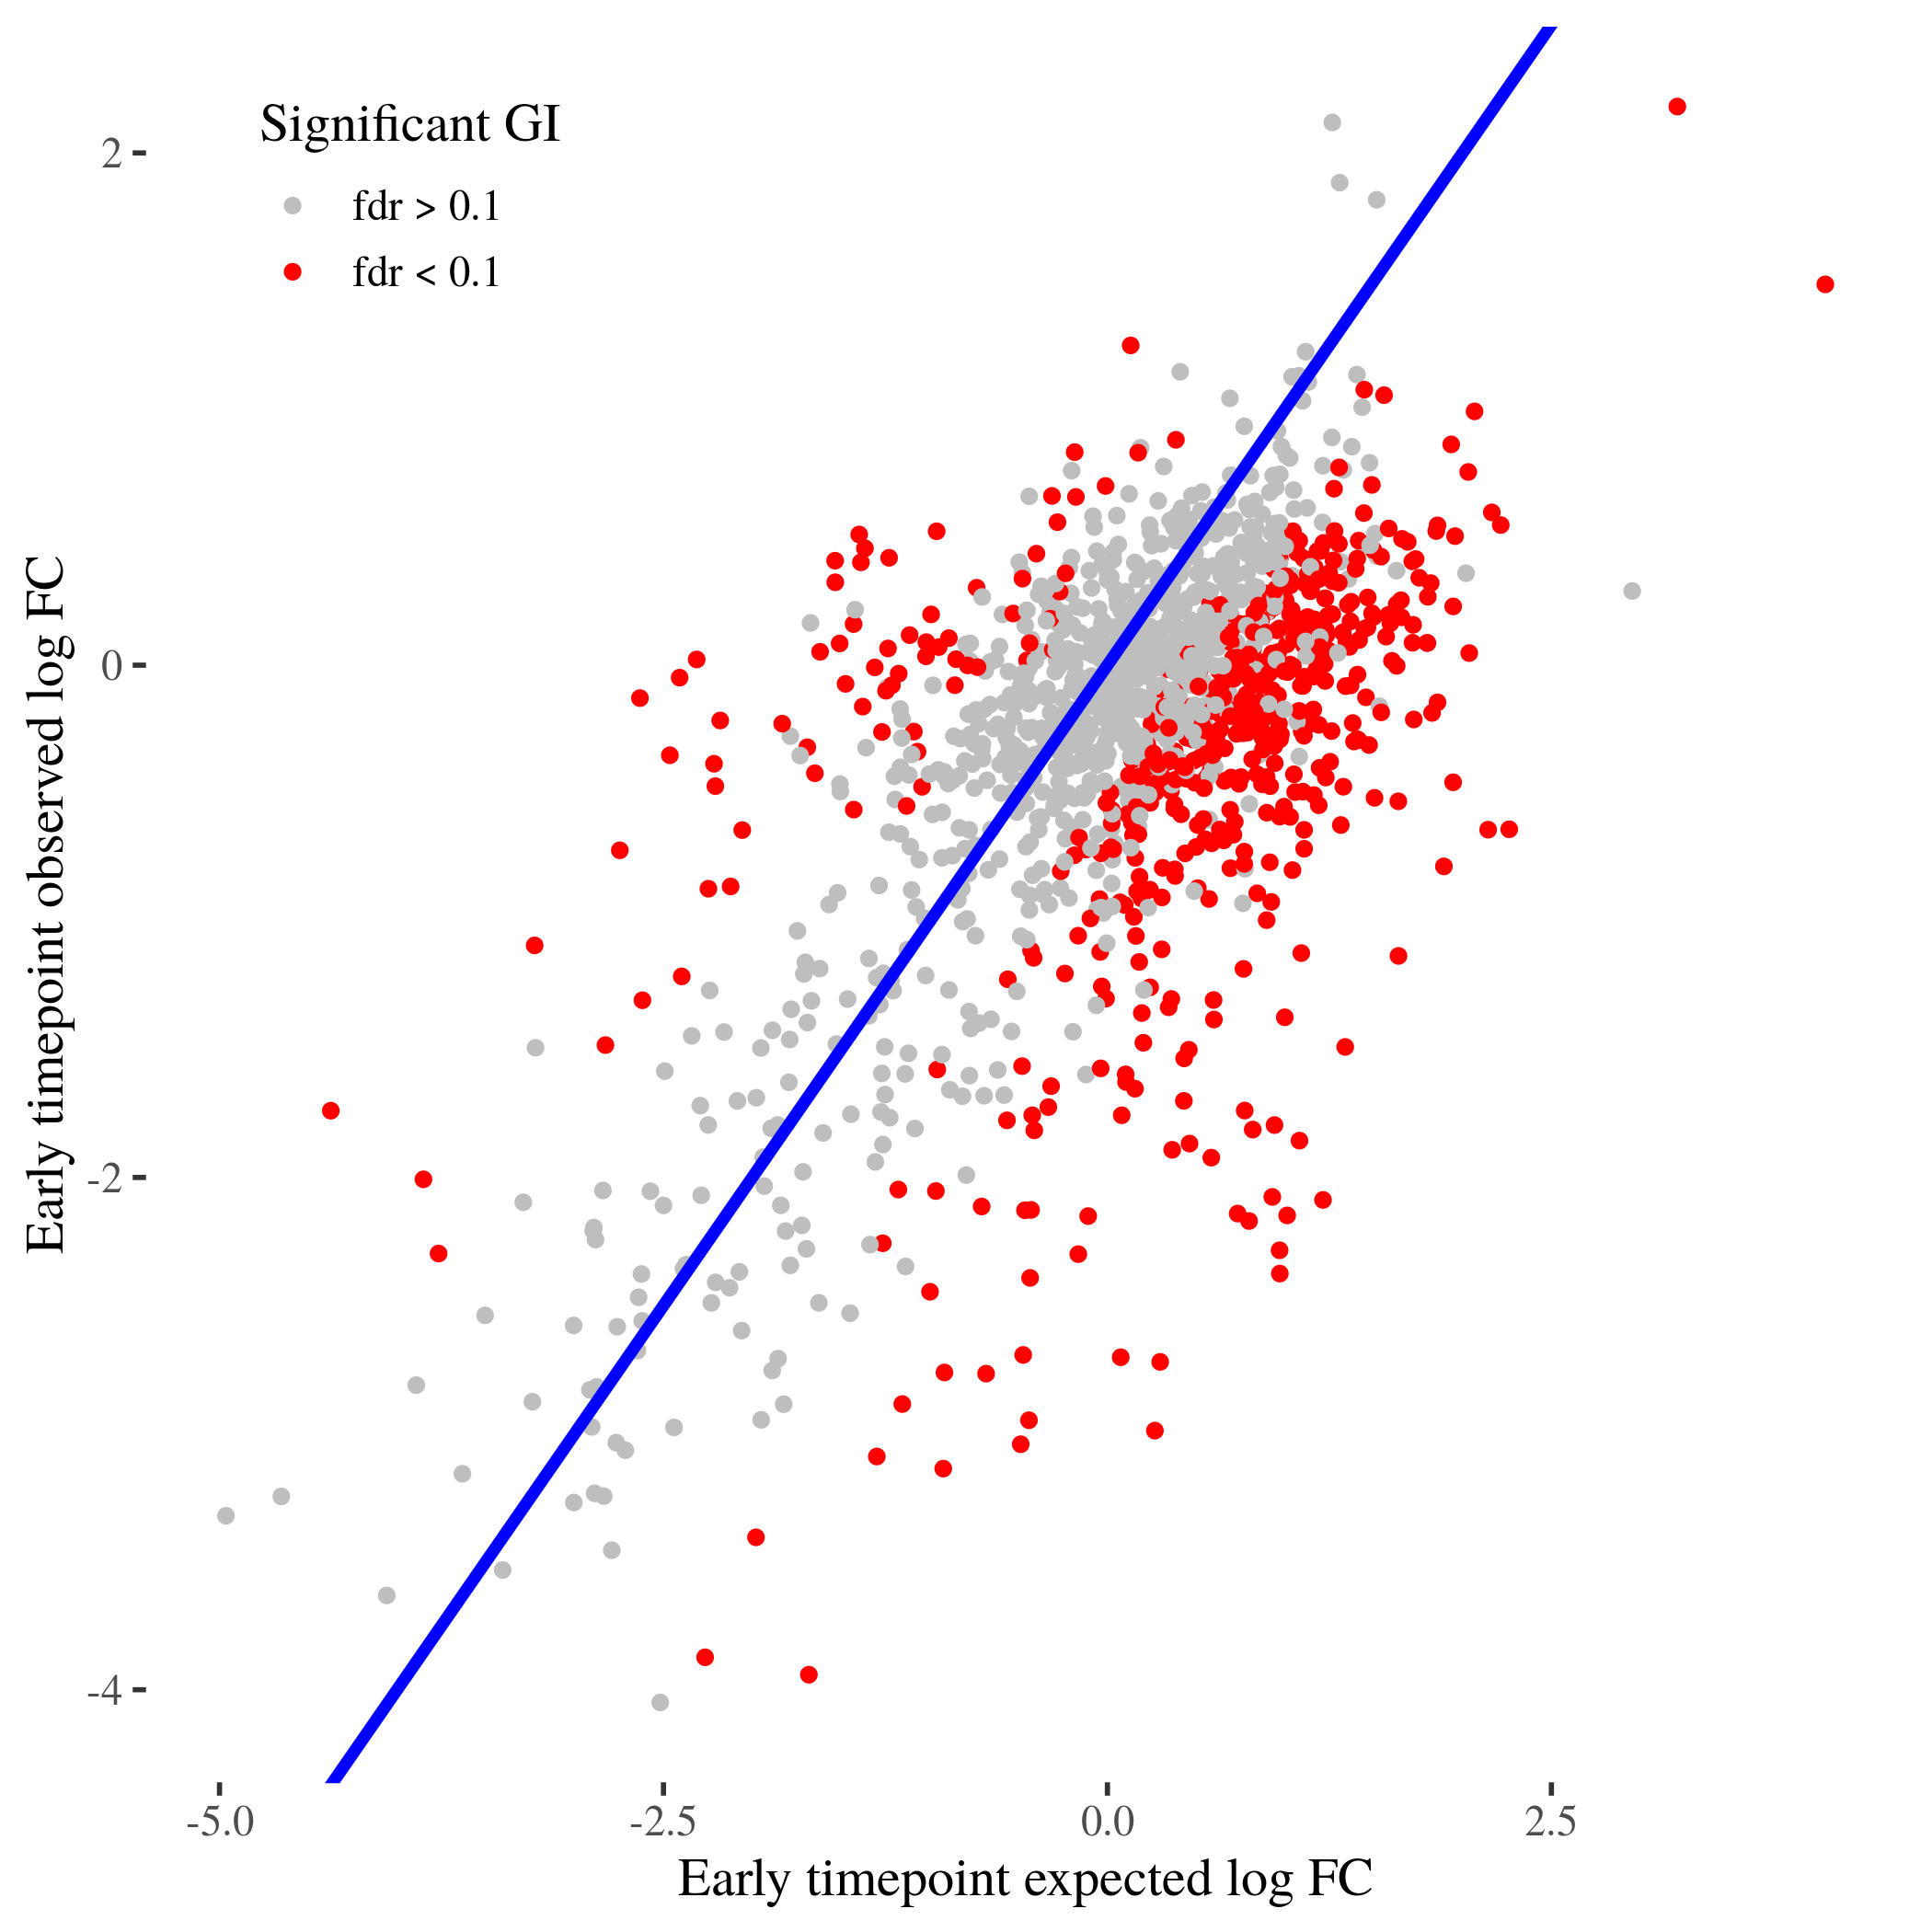 Significant GI
fdr > 0.1
fdr < 0.1
2
0
-2
-4
Early timepoint observed log FC
-5.0
-2.5
0.0
2.5
Early timepoint expected log FC